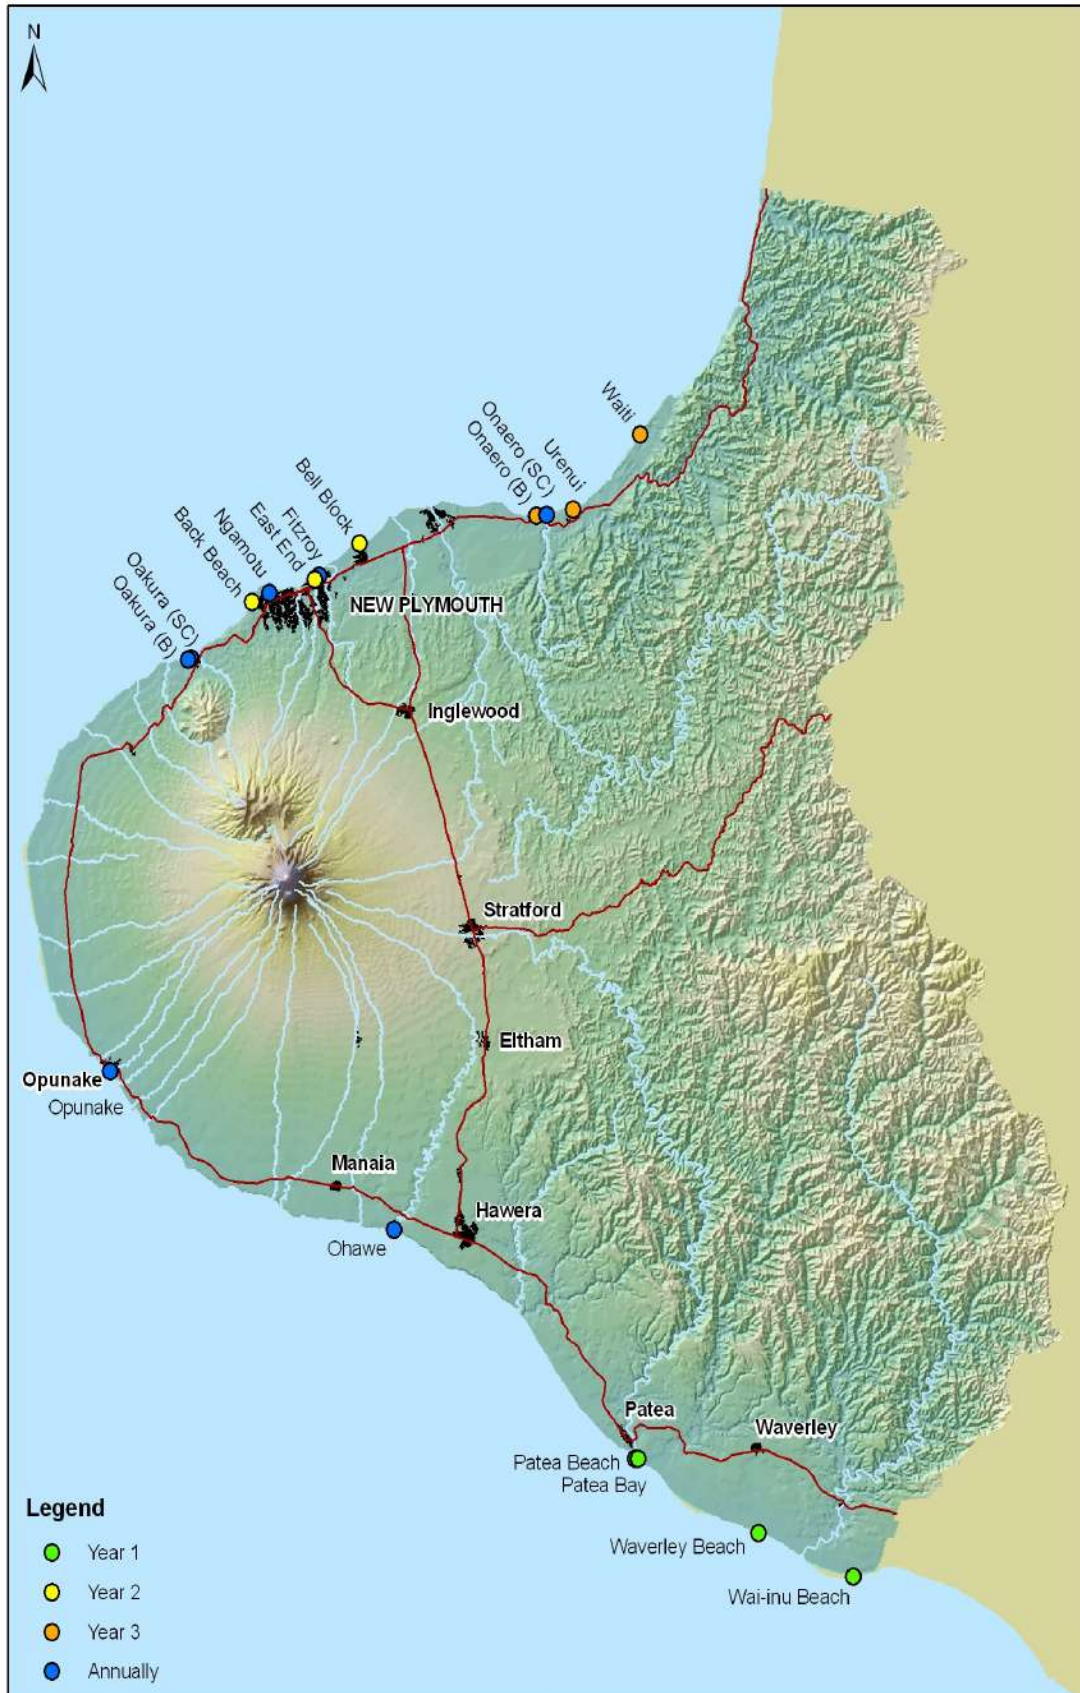 N
Waiti
Urenui
Onaero (SC)
Onaero (B)
Bell Block
Fitzroy
East End
Ngamotu
Back Beach
Oakura (SC)
Oakura (B)
NEW PLYMOUTH
Inglewood
Stratford
Eltham
Opunake
Opunake
Manaia
Hawera
Ohawe
Patea
Waverley
Patea Beach
Patea Bay
Waverley Beach
Wai-inu Beach
Legend
Year 1
Year 2
Year 3
Annually